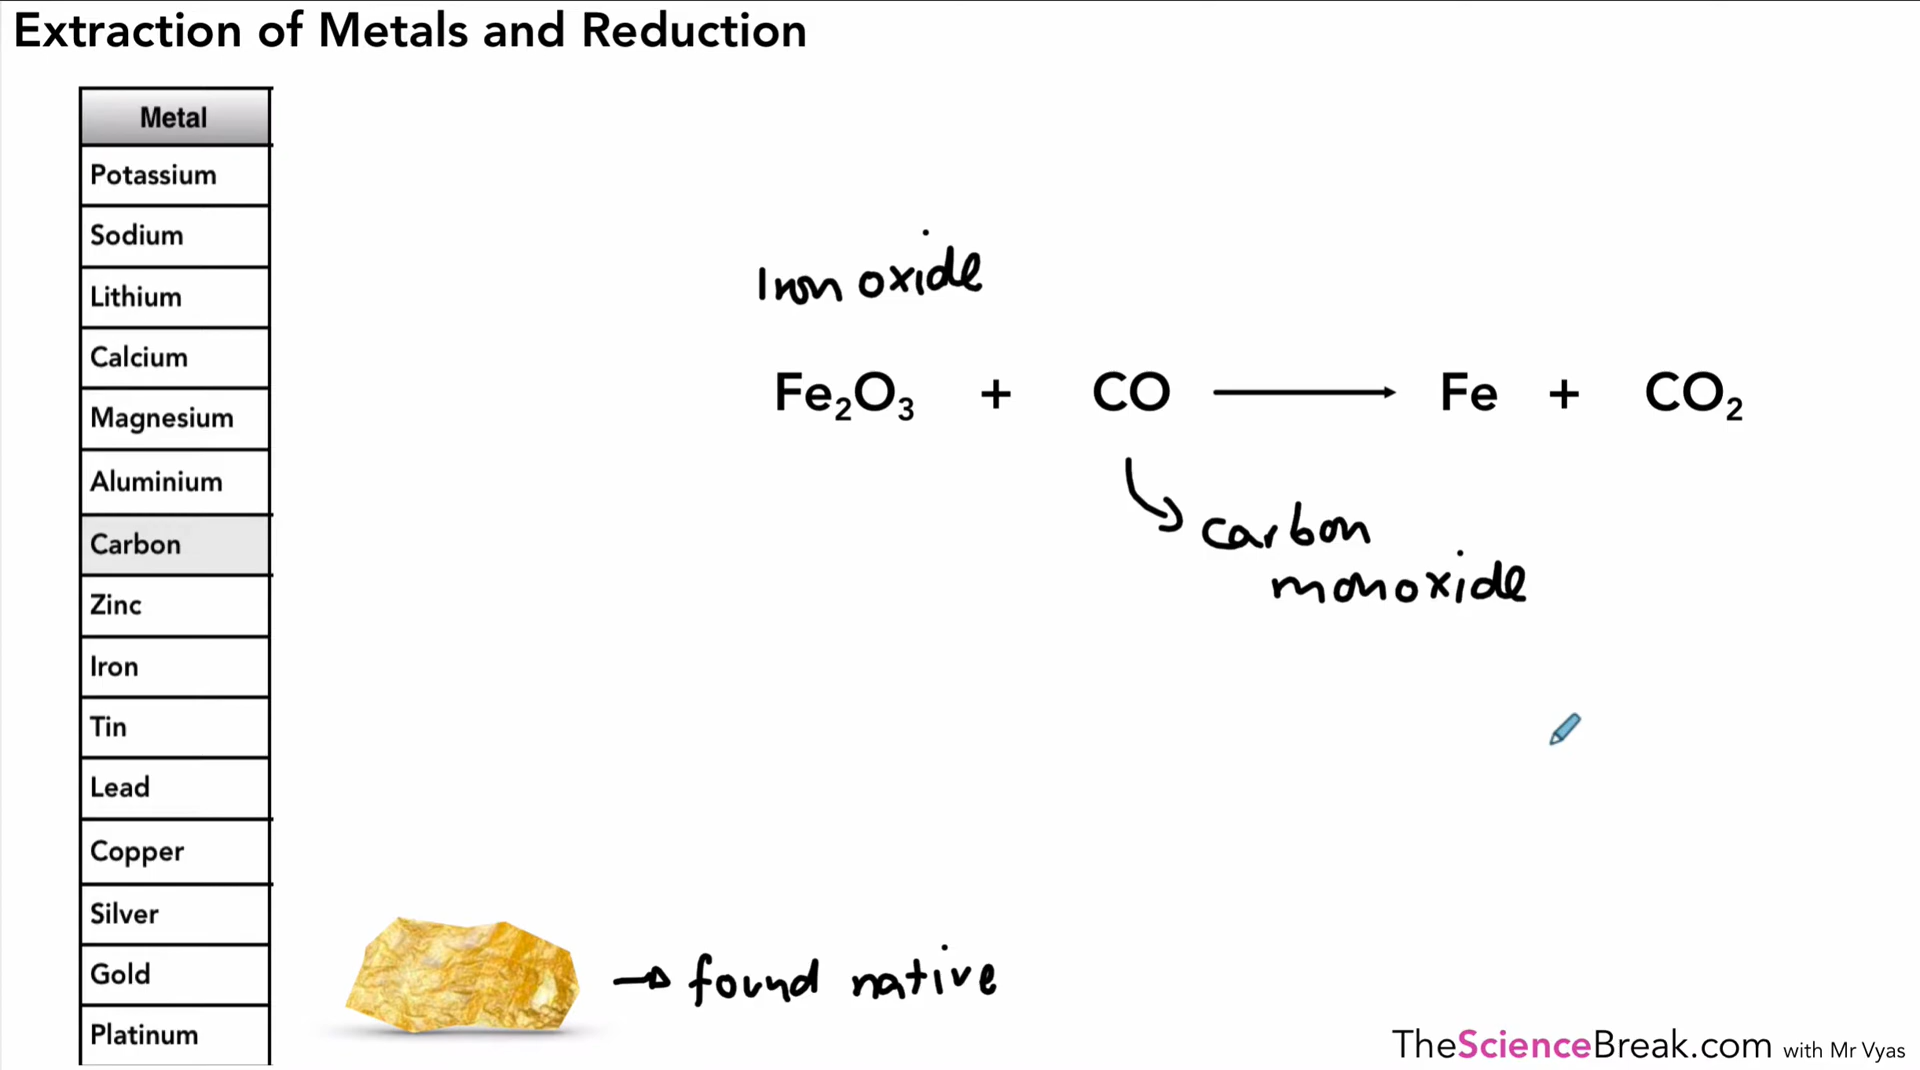 Extraction of Metals and Reduction
Metal
Potassium
Sodium
Lithium
Calcium
Magnesium
Aluminium
Carbon
Zinc
Iron
Tin
Lead
Copper
Silver
Gold
Platinum
Iron oxide
Fe₂O₃ + CO ⟶ Fe + CO₂
carbon
monoxide
→ found native
TheScienceBreak.com with Mr Vyas